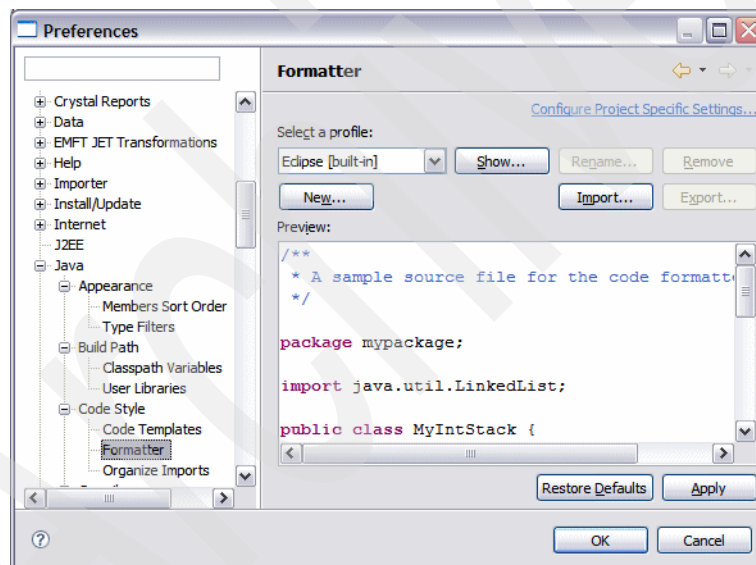 Preferences
Crystal Reports
Data
EMFT JET Transformations
Help
Importer
Install/Update
Internet
J2EE
Java
Appearance
Members Sort Order
Type Filters
Build Path
Classpath Variables
User Libraries
Code Style
Code Templates
Formatter
Organize Imports
Formatter
Configure Project Specific Settings...
Select a profile:
Eclipse [built-in]
Show...
Rename...
Remove
New...
Import...
Export...
Preview:
/**
* A sample source file for the code formatte
*/
package mypackage;
import java.util.LinkedList;
public class MyIntStack {
Restore Defaults
Apply
?
OK
Cancel